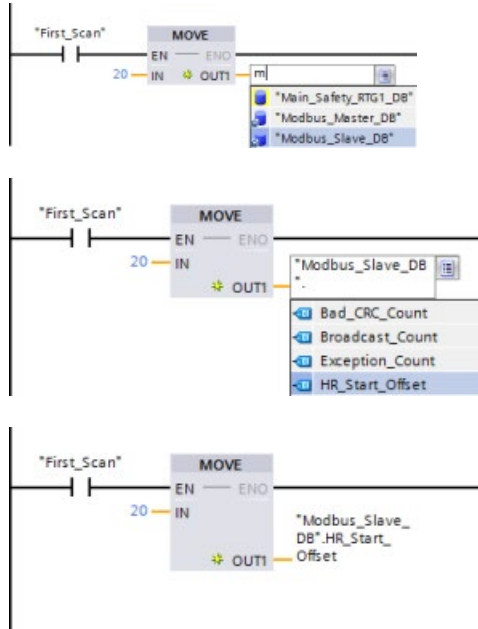 "First_Scan"
MOVE
EN ENO
20 IN OUT1 m
"Main_Safety_RTG1_DB"
"Modbus_Master_DB"
"Modbus_Slave_DB"
"First_Scan"
MOVE
EN ENO
20 IN
"Modbus_Slave_DB
".
OUT1
Bad_CRC_Count
Broadcast_Count
Exception_Count
HR_Start_Offset
"First_Scan"
MOVE
EN ENO
20 IN
"Modbus_Slave_
DB".HR_Start_
OUT1 Offset